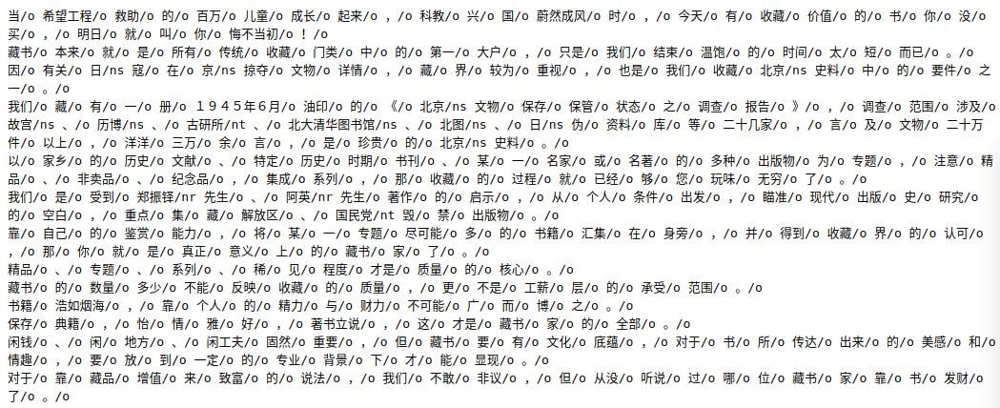 当/o 希望工程/o 救助/o 的/o 百万/o 儿童/o 成长/o 起来/o ，/o 科教/o 兴/o 国/o 蔚然成风/o 时/o ，/o 今天/o 有/o 收藏/o 价值/o 的/o 书/o 你/o 没/o
买/o ，/o 明日/o 就/o 叫/o 你/o 悔不当初/o ！/o
藏书/o 本来/o 就/o 是/o 所有/o 传统/o 收藏/o 门类/o 中/o 的/o 第一/o 大户/o ，/o 只是/o 我们/o 结束/o 温饱/o 的/o 时间/o 太/o 短/o 而已/o 。/o
因/o 有关/o 日/ns 寇/o 在/o 京/ns 掠夺/o 文物/o 详情/o ，/o 藏/o 界/o 较为/o 重视/o ，/o 也是/o 我们/o 收藏/o 北京/ns 史料/o 中/o 的/o 要件/o 之
一/o 。/o
我们/o 藏/o 有/o 一/o 册/o １９４５年６月/o 油印/o 的/o 《/o 北京/ns 文物/o 保存/o 保管/o 状态/o 之/o 调查/o 报告/o 》/o ，/o 调查/o 范围/o 涉及/o
故宫/ns 、/o 历博/ns 、/o 古研所/nt 、/o 北大清华图书馆/ns 、/o 北图/ns 、/o 日/ns 伪/o 资料/o 库/o 等/o 二十几家/o ，/o 言/o 及/o 文物/o 二十万
件/o 以上/o ，/o 洋洋/o 三万/o 余/o 言/o ，/o 是/o 珍贵/o 的/o 北京/ns 史料/o 。/o
以/o 家乡/o 的/o 历史/o 文献/o 、/o 特定/o 历史/o 时期/o 书刊/o 、/o 某/o 一/o 名家/o 或/o 名著/o 的/o 多种/o 出版物/o 为/o 专题/o ，/o 注意/o 精
品/o 、/o 非卖品/o 、/o 纪念品/o ，/o 集成/o 系列/o ，/o 那/o 收藏/o 的/o 过程/o 就/o 已经/o 够/o 您/o 玩味/o 无穷/o 了/o 。/o
我们/o 是/o 受到/o 郑振铎/nr 先生/o 、/o 阿英/nr 先生/o 著作/o 的/o 启示/o ，/o 从/o 个人/o 条件/o 出发/o ，/o 瞄准/o 现代/o 出版/o 史/o 研究/o
的/o 空白/o ，/o 重点/o 集/o 藏/o 解放区/o 、/o 国民党/nt 毁/o 禁/o 出版物/o 。/o
靠/o 自己/o 的/o 鉴赏/o 能力/o ，/o 将/o 某/o 一/o 专题/o 尽可能/o 多/o 的/o 书籍/o 汇集/o 在/o 身旁/o ，/o 并/o 得到/o 收藏/o 界/o 的/o 认可/o
，/o 那/o 你/o 就/o 是/o 真正/o 意义/o 上/o 的/o 藏书/o 家/o 了/o 。/o
精品/o 、/o 专题/o 、/o 系列/o 、/o 稀/o 见/o 程度/o 才是/o 质量/o 的/o 核心/o 。/o
藏书/o 的/o 数量/o 多少/o 不能/o 反映/o 收藏/o 的/o 质量/o ，/o 更/o 不是/o 工薪/o 层/o 的/o 承受/o 范围/o 。/o
书籍/o 浩如烟海/o ，/o 靠/o 个人/o 的/o 精力/o 与/o 财力/o 不可能/o 广/o 而/o 博/o 之/o 。/o
保存/o 典籍/o ，/o 怡/o 情/o 雅/o 好/o ，/o 著书立说/o ，/o 这/o 才是/o 藏书/o 家/o 的/o 全部/o 。/o
闲钱/o 、/o 闲/o 地方/o 、/o 闲工夫/o 固然/o 重要/o ，/o 但/o 藏书/o 要/o 有/o 文化/o 底蕴/o ，/o 对于/o 书/o 所/o 传达/o 出来/o 的/o 美感/o 和/o
情趣/o ，/o 要/o 放/o 到/o 一定/o 的/o 专业/o 背景/o 下/o 才/o 能/o 显现/o 。/o
对于/o 靠/o 藏品/o 增值/o 来/o 致富/o 的/o 说法/o ，/o 我们/o 不敢/o 非议/o ，/o 但/o 从没/o 听说/o 过/o 哪/o 位/o 藏书/o 家/o 靠/o 书/o 发财/o
了/o 。/o